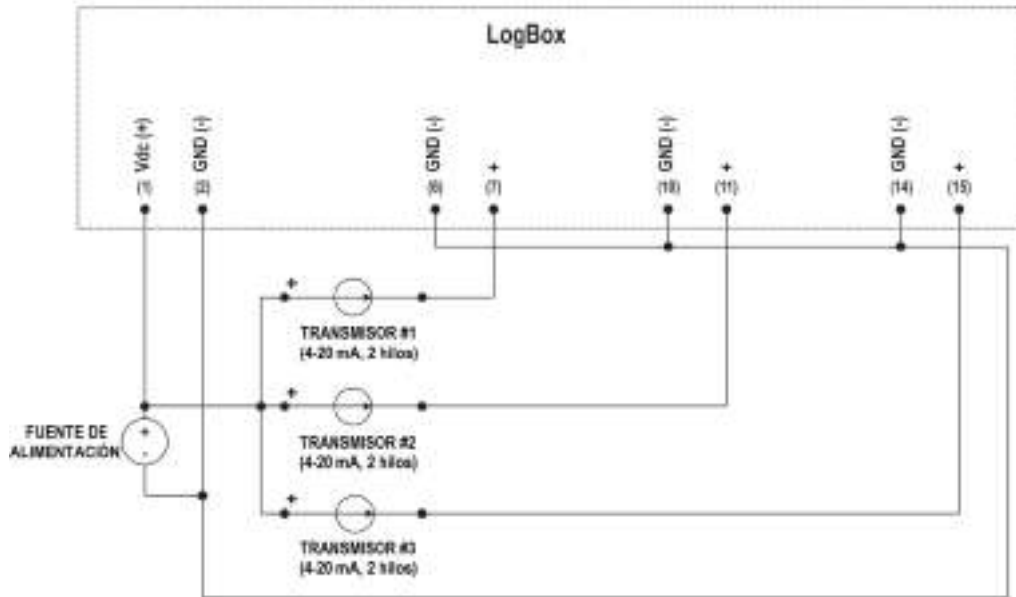 LogBox
Vdc (+)
GND (-)
GND (-)
+
GND (-)
+
GND (-)
+
(1)
(2)
(6)
(7)
(10)
(11)
(14)
(15)
+
TRANSMISOR #1
(4-20 mA, 2 hilos)
+
FUENTE DE
ALIMENTACIÓN
+
-
TRANSMISOR #2
(4-20 mA, 2 hilos)
+
TRANSMISOR #3
(4-20 mA, 2 hilos)